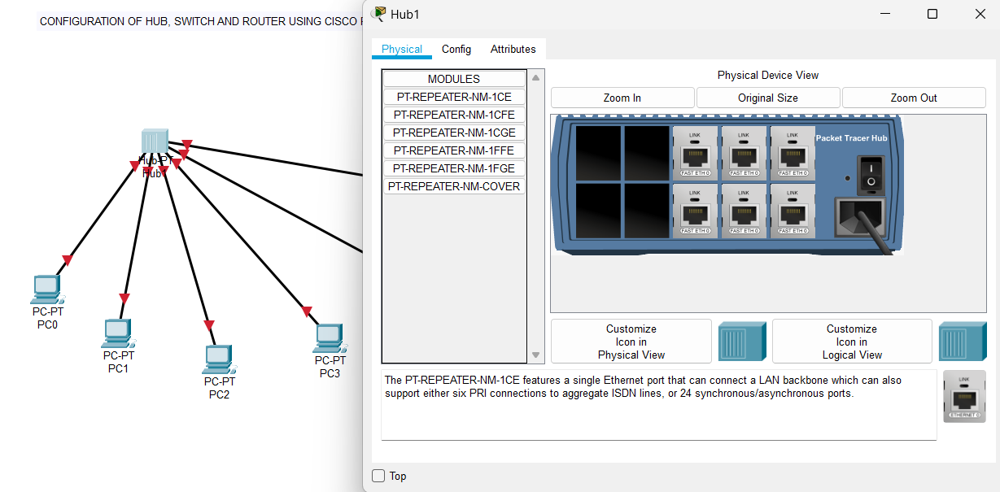 CONFIGURATION OF HUB, SWITCH AND ROUTER USING CISCO
Hub-PT
Hub1
PC-PT
PC0
PC-PT
PC1
PC-PT
PC2
PC-PT
PC3
Hub1
Physical
Config
Attributes
MODULES
PT-REPEATER-NM-1CE
PT-REPEATER-NM-1CFE
PT-REPEATER-NM-1CGE
PT-REPEATER-NM-1FFE
PT-REPEATER-NM-1FGE
PT-REPEATER-NM-COVER
Physical Device View
Zoom In
Original Size
Zoom Out
LINK
LINK
LINK
Packet Tracer Hub
FAST ETH 0
FAST ETH 0
FAST ETH 0
LINK
LINK
LINK
FAST ETH 0
FAST ETH 0
FAST ETH 0
Customize
Icon in
Physical View
Customize
Icon in
Logical View
The PT-REPEATER-NM-1CE features a single Ethernet port that can connect a LAN backbone which can also
support either six PRI connections to aggregate ISDN lines, or 24 synchronous/asynchronous ports.
LINK
ETHERNET 0
Top